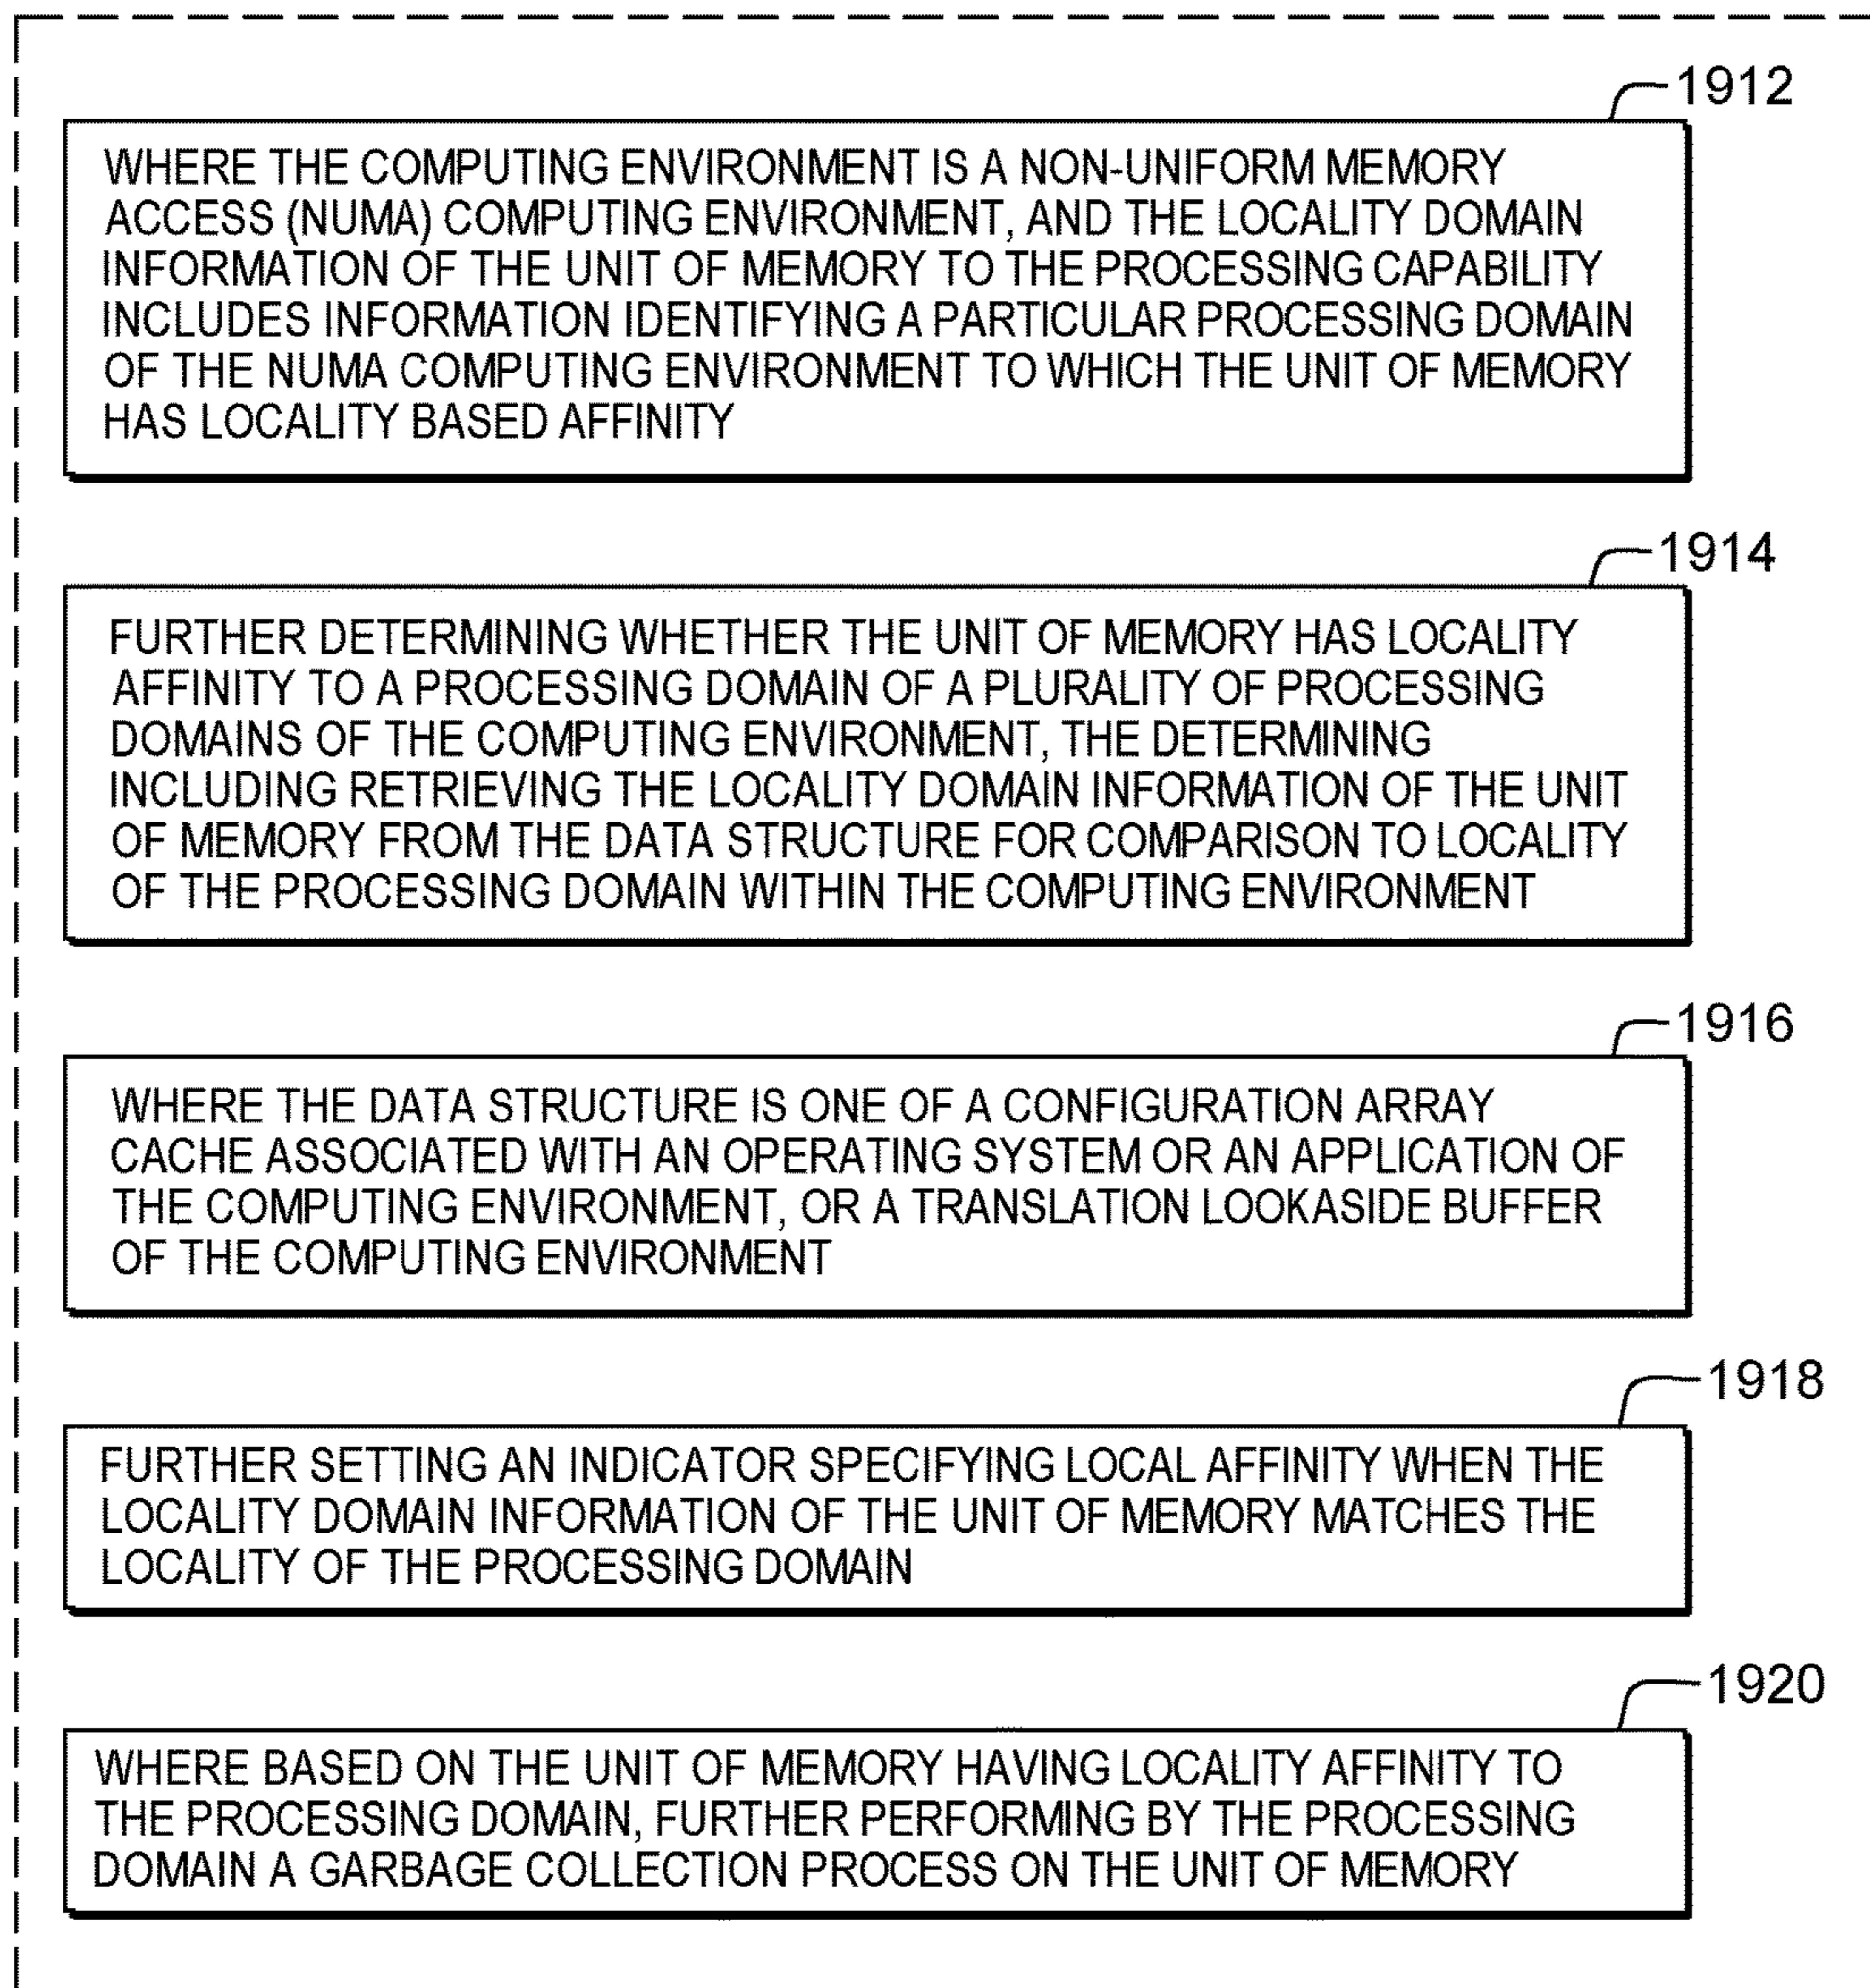 1912
WHERE THE COMPUTING ENVIRONMENT IS A NON-UNIFORM MEMORY
ACCESS (NUMA) COMPUTING ENVIRONMENT, AND THE LOCALITY DOMAIN
INFORMATION OF THE UNIT OF MEMORY TO THE PROCESSING CAPABILITY
INCLUDES INFORMATION IDENTIFYING A PARTICULAR PROCESSING DOMAIN
OF THE NUMA COMPUTING ENVIRONMENT TO WHICH THE UNIT OF MEMORY
HAS LOCALITY BASED AFFINITY
1914
FURTHER DETERMINING WHETHER THE UNIT OF MEMORY HAS LOCALITY
AFFINITY TO A PROCESSING DOMAIN OF A PLURALITY OF PROCESSING
DOMAINS OF THE COMPUTING ENVIRONMENT, THE DETERMINING
INCLUDING RETRIEVING THE LOCALITY DOMAIN INFORMATION OF THE UNIT
OF MEMORY FROM THE DATA STRUCTURE FOR COMPARISON TO LOCALITY
OF THE PROCESSING DOMAIN WITHIN THE COMPUTING ENVIRONMENT
1916
WHERE THE DATA STRUCTURE IS ONE OF A CONFIGURATION ARRAY
CACHE ASSOCIATED WITH AN OPERATING SYSTEM OR AN APPLICATION OF
THE COMPUTING ENVIRONMENT, OR A TRANSLATION LOOKASIDE BUFFER
OF THE COMPUTING ENVIRONMENT
1918
FURTHER SETTING AN INDICATOR SPECIFYING LOCAL AFFINITY WHEN THE
LOCALITY DOMAIN INFORMATION OF THE UNIT OF MEMORY MATCHES THE
LOCALITY OF THE PROCESSING DOMAIN
1920
WHERE BASED ON THE UNIT OF MEMORY HAVING LOCALITY AFFINITY TO
THE PROCESSING DOMAIN, FURTHER PERFORMING BY THE PROCESSING
DOMAIN A GARBAGE COLLECTION PROCESS ON THE UNIT OF MEMORY